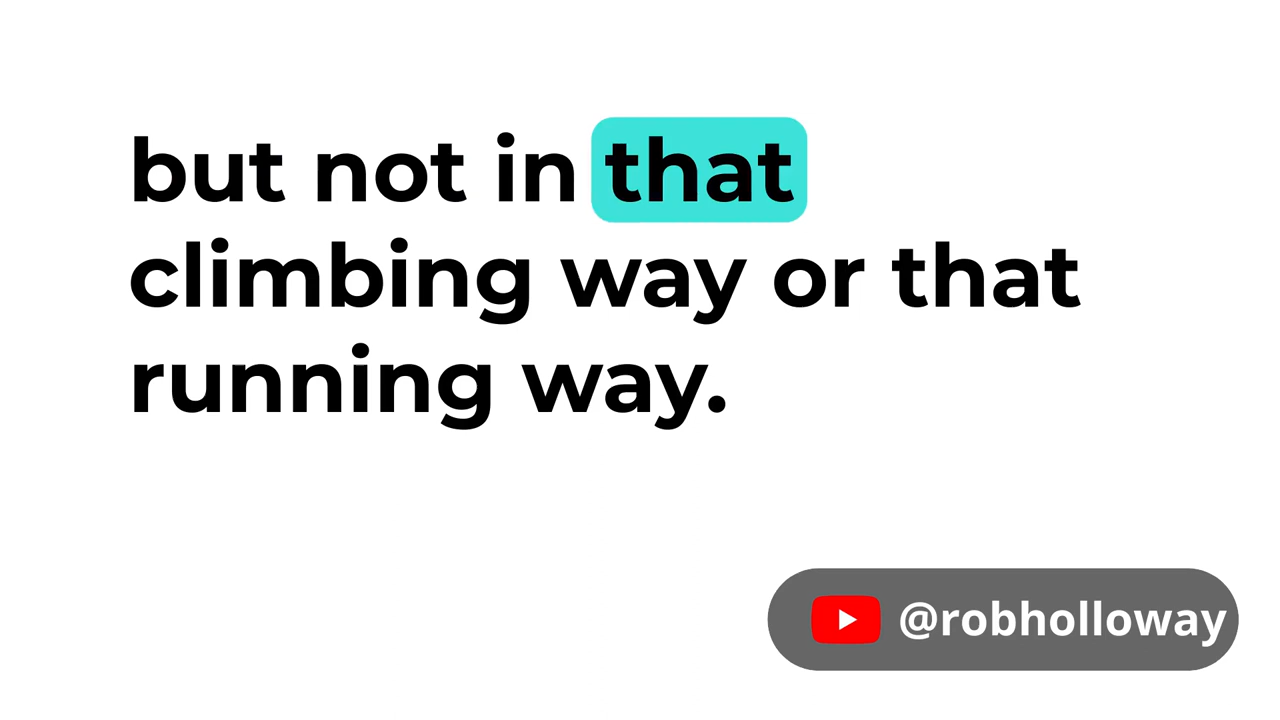 but not in that
climbing way or that
running way.
@robholloway